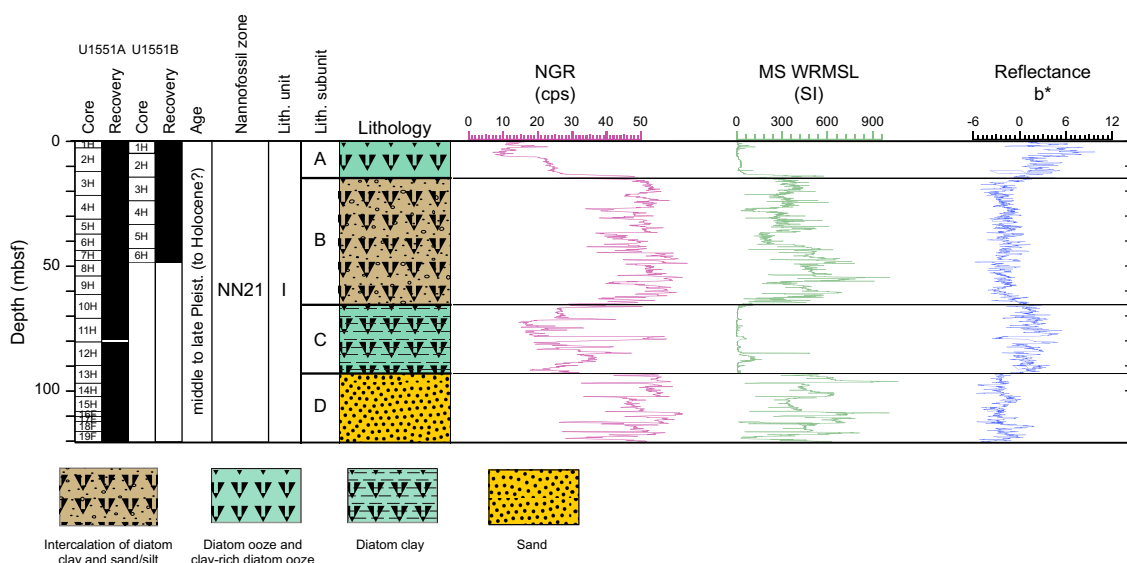 U1551A U1551B
Core
Recovery
Core
Recovery
Age
Nannofossil zone
Lith. unit
Lith. subunit
Lithology
NGR
(cps)
MS WRMSL
(SI)
Reflectance
b*
0 10 20 30 40 50
0 300 600 900
-6 0 6 12
Depth (mbsf)
0
50
100
1H
2H
3H
4H
5H
6H
7H
8H
9H
10H
11H
12H
13H
14H
15H
16F
17F
18F
19F
1H
2H
3H
4H
5H
6H
middle to late Pleist. (to Holocene?)
NN21
I
A
B
C
D
Intercalation of diatom
clay and sand/silt
Diatom ooze and
clay-rich diatom ooze
Diatom clay
Sand